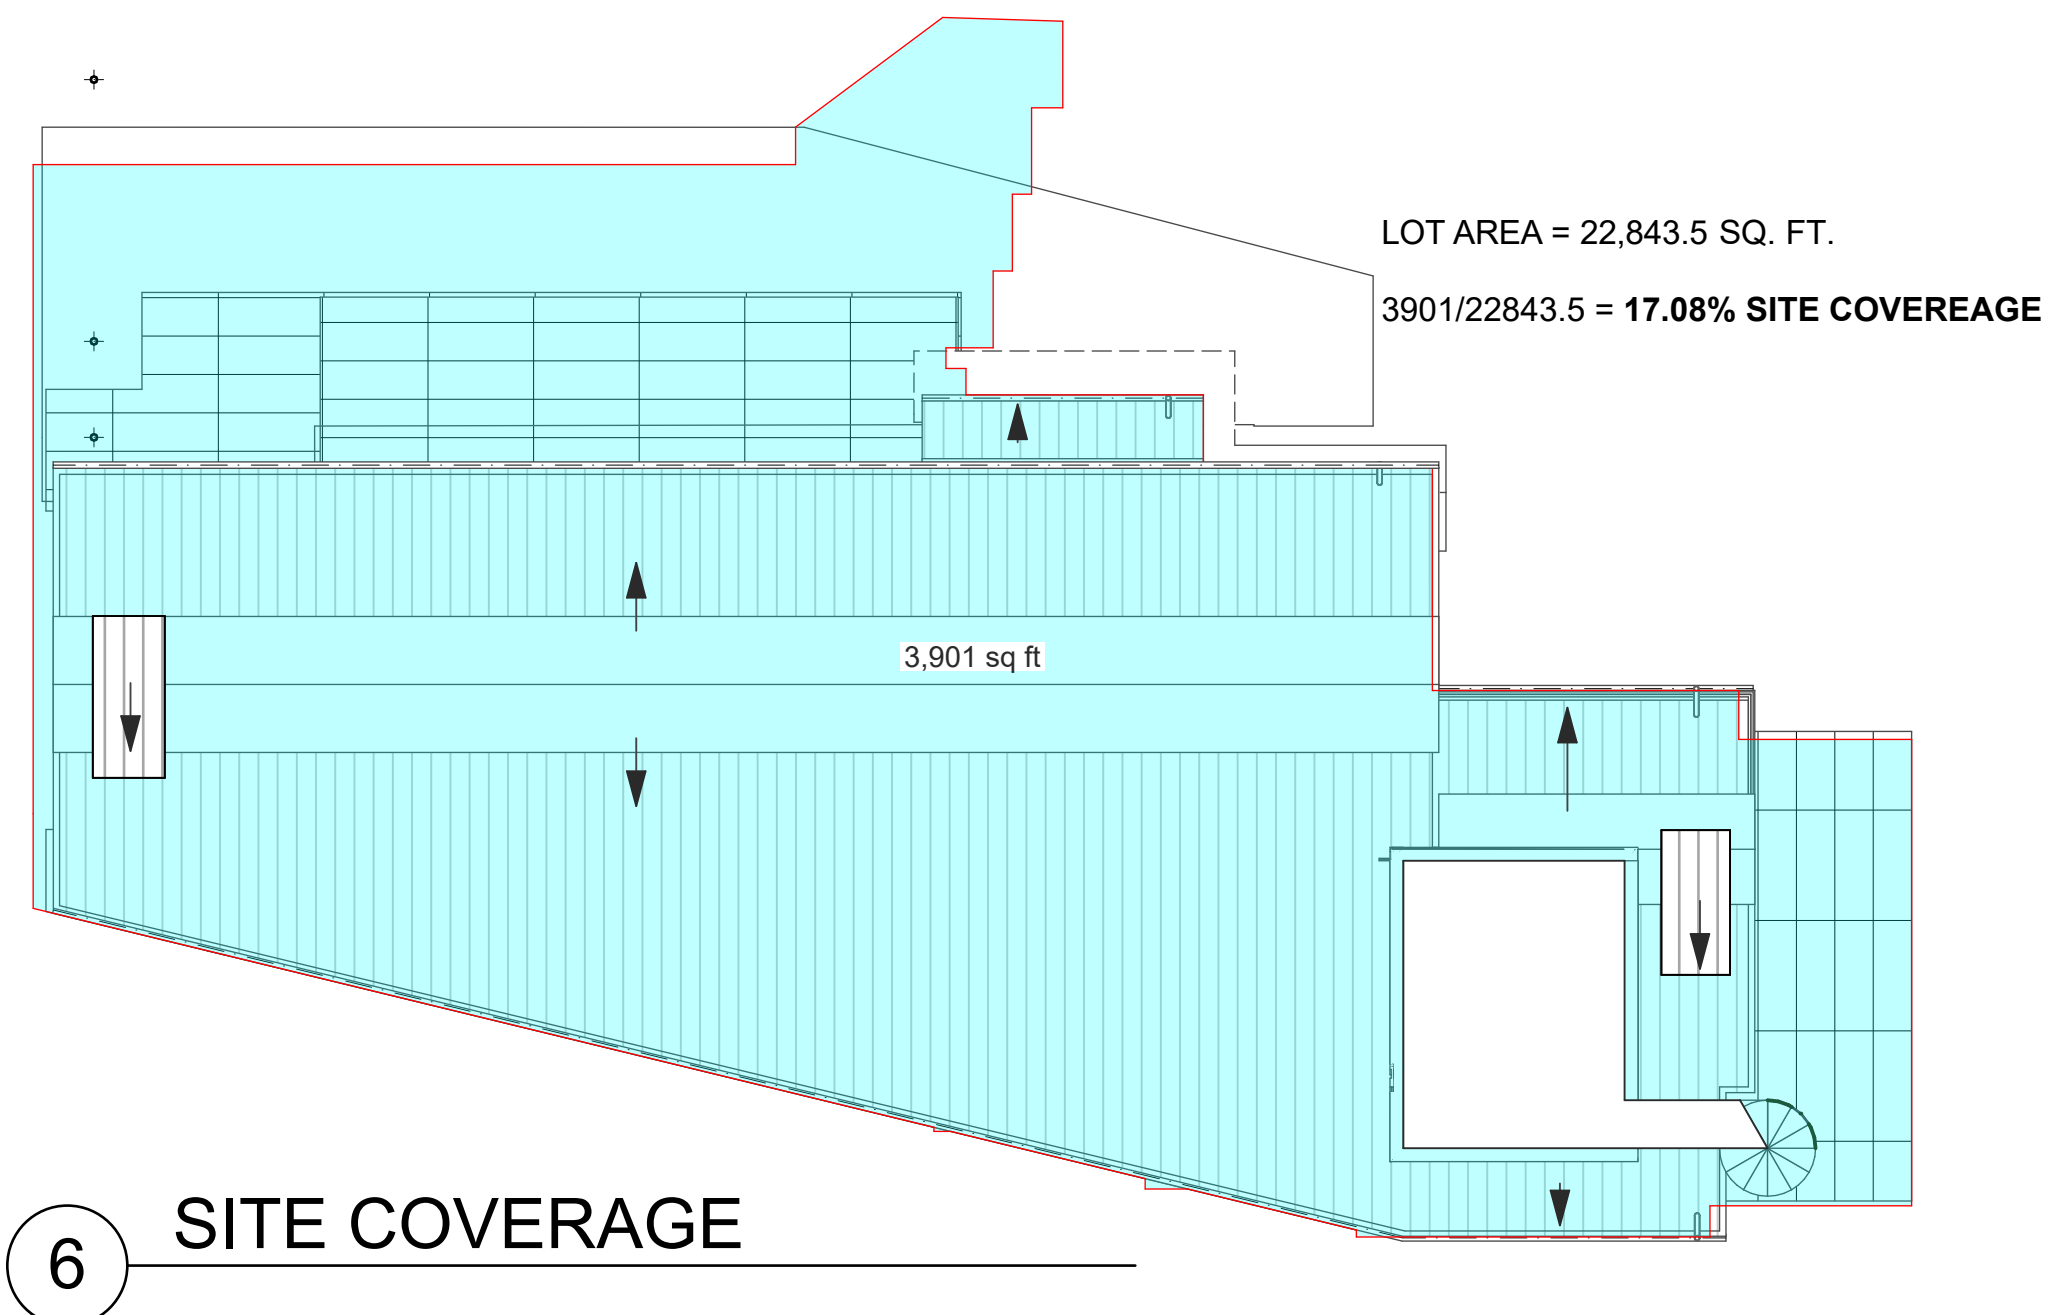 LOT AREA = 22,843.5 SQ. FT.
3901/22843.5 = 17.08% SITE COVEREAGE
3,901 sq ft
SITE COVERAGE
6